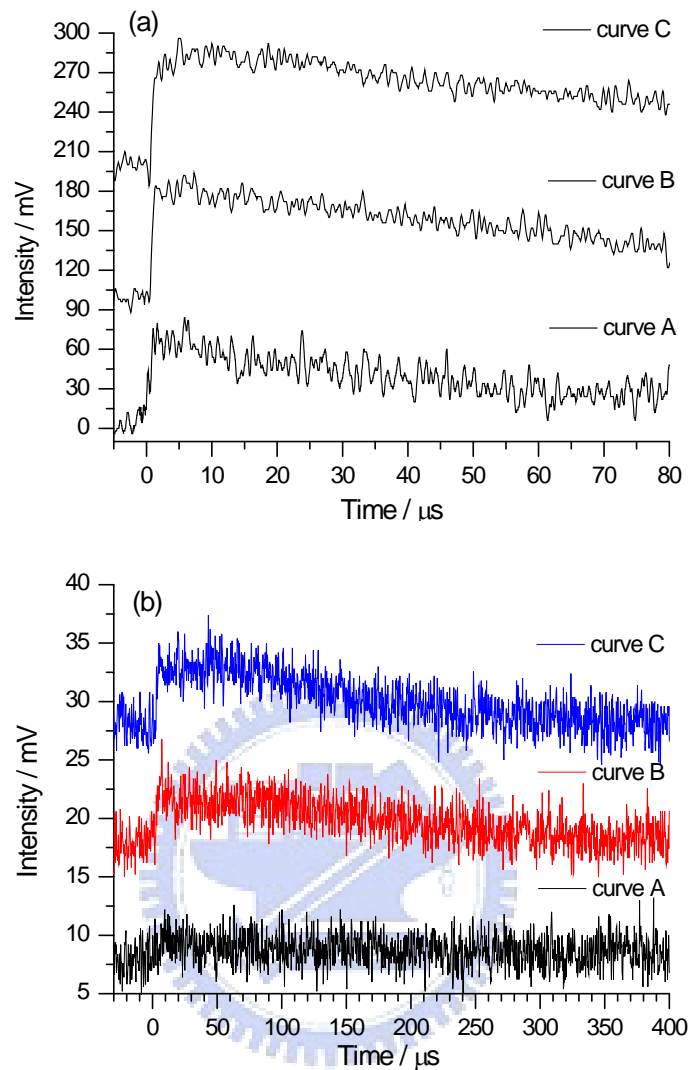 (a)
curve C
curve B
curve A
300
270
240
210
180
150
120
90
60
30
0
Intensity / mV
0 10 20 30 40 50 60 70 80
Time / μs
(b)
curve C
curve B
curve A
40
35
30
25
20
15
10
5
Intensity / mV
0 50 100 150 200 250 300 350 400
Time / μs